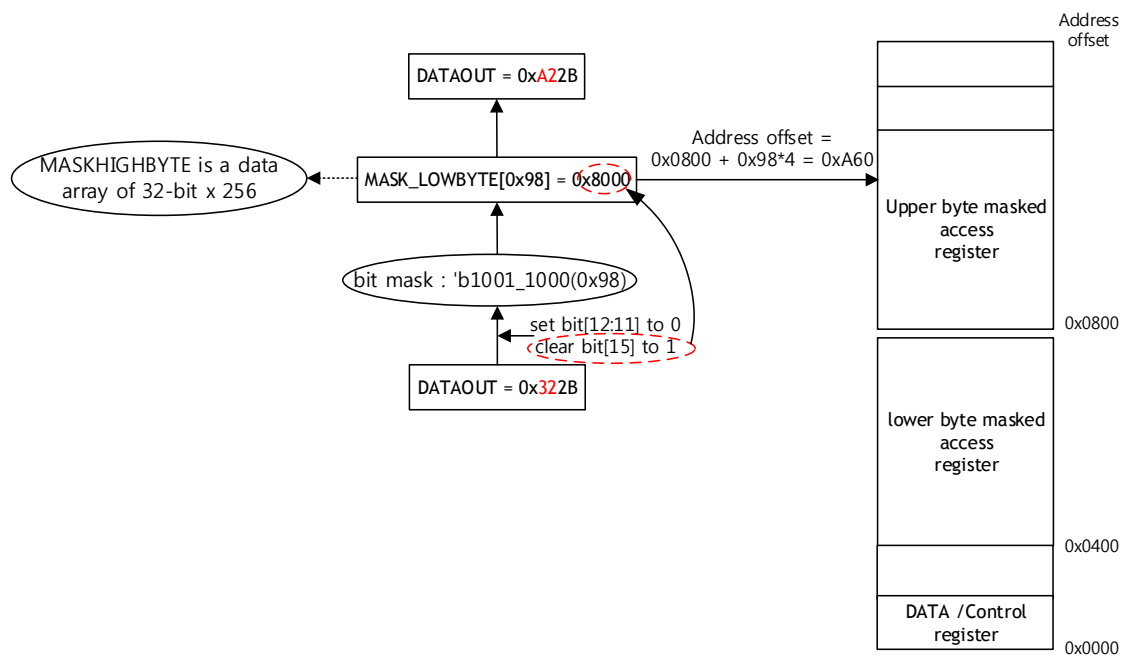 Address
offset
DATAOUT = 0xA22B
MASKHIGHBYTE is a data
array of 32-bit x 256
MASK_LOWBYTE[0x98] = 0x8000
Address offset =
0x0800 + 0x98*4 = 0xA60
Upper byte masked
access
register
bit mask : 'b1001_1000(0x98)
set bit[12:11] to 0
clear bit[15] to 1
0x0800
DATAOUT = 0x322B
lower byte masked
access
register
0x0400
DATA /Control
register
0x0000